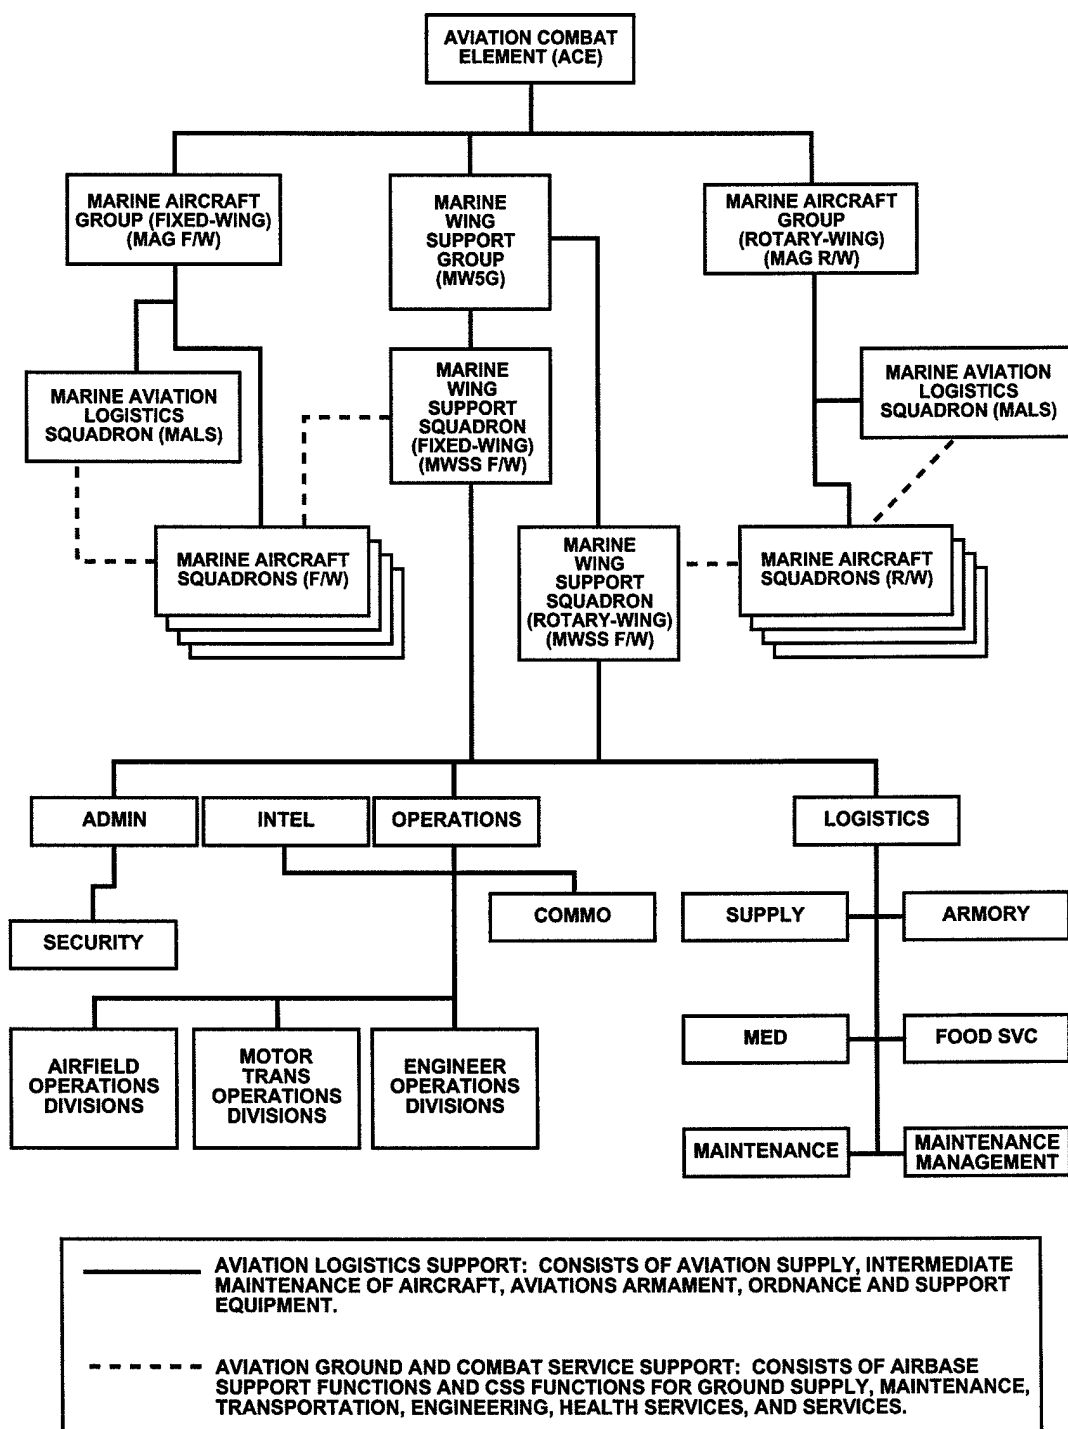 AVIATION COMBAT
ELEMENT (ACE)
MARINE AIRCRAFT
GROUP (FIXED-WING)
(MAG F/W)
MARINE
WING
SUPPORT
GROUP
(MW5G)
MARINE AIRCRAFT
GROUP
(ROTARY-WING)
(MAG R/W)
MARINE AVIATION
LOGISTICS
SQUADRON (MALS)
MARINE
WING
SUPPORT
SQUADRON
(FIXED-WING)
(MWSS F/W)
MARINE AVIATION
LOGISTICS
SQUADRON (MALS)
MARINE AIRCRAFT
SQUADRONS (F/W)
MARINE
WING
SUPPORT
SQUADRON
(ROTARY-WING)
(MWSS F/W)
MARINE AIRCRAFT
SQUADRONS (R/W)
ADMIN
INTEL
OPERATIONS
LOGISTICS
SECURITY
COMMO
SUPPLY
ARMORY
AIRFIELD
OPERATIONS
DIVISIONS
MOTOR
TRANS
OPERATIONS
DIVISIONS
ENGINEER
OPERATIONS
DIVISIONS
MED
FOOD SVC
MAINTENANCE
MAINTENANCE
MANAGEMENT
AVIATION LOGISTICS SUPPORT: CONSISTS OF AVIATION SUPPLY, INTERMEDIATE
MAINTENANCE OF AIRCRAFT, AVIATIONS ARMAMENT, ORDNANCE AND SUPPORT
EQUIPMENT.
AVIATION GROUND AND COMBAT SERVICE SUPPORT: CONSISTS OF AIRBASE
SUPPORT FUNCTIONS AND CSS FUNCTIONS FOR GROUND SUPPLY, MAINTENANCE,
TRANSPORTATION, ENGINEERING, HEALTH SERVICES, AND SERVICES.